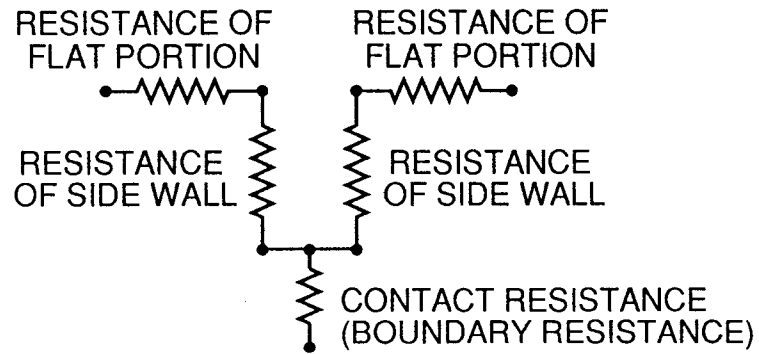 RESISTANCE OF
FLAT PORTION
RESISTANCE OF
FLAT PORTION
RESISTANCE
OF SIDE WALL
RESISTANCE
OF SIDE WALL
CONTACT RESISTANCE
(BOUNDARY RESISTANCE)